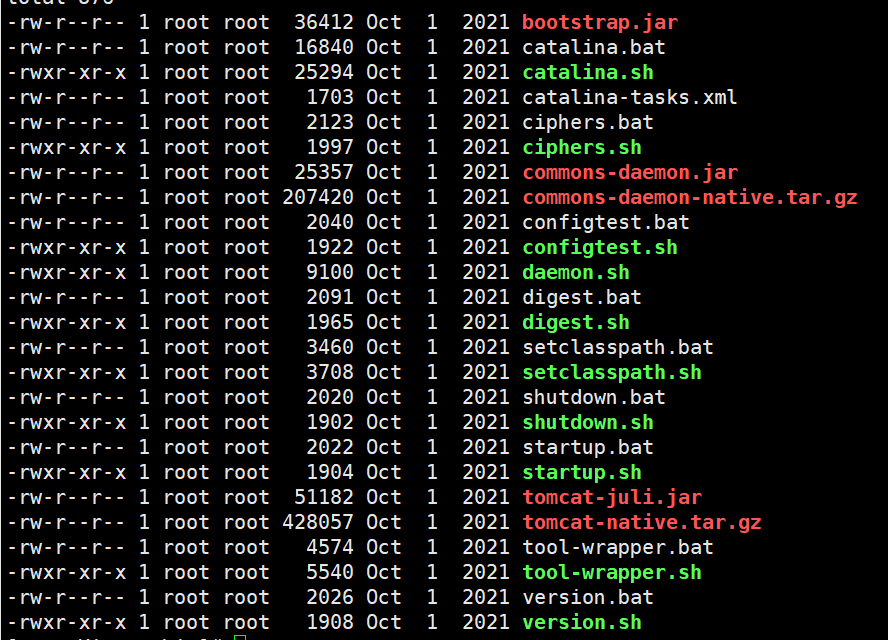 -rw-r--r-- 1 root root  36412 Oct  1  2021 bootstrap.jar
-rw-r--r-- 1 root root  16840 Oct  1  2021 catalina.bat
-rwxr-xr-x 1 root root  25294 Oct  1  2021 catalina.sh
-rw-r--r-- 1 root root   1703 Oct  1  2021 catalina-tasks.xml
-rw-r--r-- 1 root root   2123 Oct  1  2021 ciphers.bat
-rwxr-xr-x 1 root root   1997 Oct  1  2021 ciphers.sh
-rw-r--r-- 1 root root  25357 Oct  1  2021 commons-daemon.jar
-rw-r--r-- 1 root root 207420 Oct  1  2021 commons-daemon-native.tar.gz
-rw-r--r-- 1 root root   2040 Oct  1  2021 configtest.bat
-rwxr-xr-x 1 root root   1922 Oct  1  2021 configtest.sh
-rwxr-xr-x 1 root root   9100 Oct  1  2021 daemon.sh
-rw-r--r-- 1 root root   2091 Oct  1  2021 digest.bat
-rwxr-xr-x 1 root root   1965 Oct  1  2021 digest.sh
-rw-r--r-- 1 root root   3460 Oct  1  2021 setclasspath.bat
-rwxr-xr-x 1 root root   3708 Oct  1  2021 setclasspath.sh
-rw-r--r-- 1 root root   2020 Oct  1  2021 shutdown.bat
-rwxr-xr-x 1 root root   1902 Oct  1  2021 shutdown.sh
-rw-r--r-- 1 root root   2022 Oct  1  2021 startup.bat
-rwxr-xr-x 1 root root   1904 Oct  1  2021 startup.sh
-rw-r--r-- 1 root root  51182 Oct  1  2021 tomcat-juli.jar
-rw-r--r-- 1 root root 428057 Oct  1  2021 tomcat-native.tar.gz
-rw-r--r-- 1 root root   4574 Oct  1  2021 tool-wrapper.bat
-rwxr-xr-x 1 root root   5540 Oct  1  2021 tool-wrapper.sh
-rw-r--r-- 1 root root   2026 Oct  1  2021 version.bat
-rwxr-xr-x 1 root root   1908 Oct  1  2021 version.sh